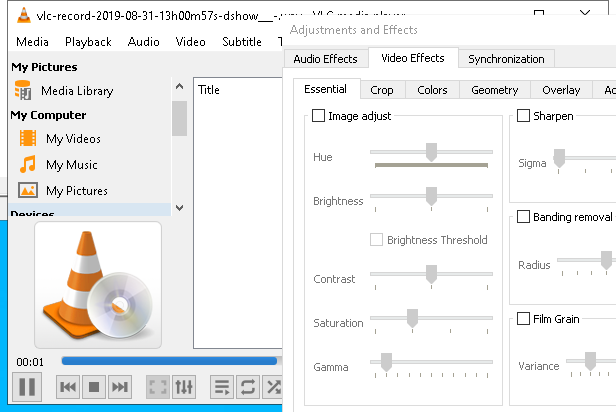 vlc-record-2019-08-31-13h00m57s-dshow___-.wav - VLC media player
Media Playback Audio Video Subtitle
My Pictures
Media Library
My Computer
My Videos
My Music
My Pictures
Devices
Title
00:01
Adjustments and Effects
Audio Effects Video Effects Synchronization
Essential Crop Colors Geometry Overlay
Image adjust
Hue
Brightness
Brightness Threshold
Contrast
Saturation
Gamma
Sharpen
Sigma
Banding removal
Radius
Film Grain
Variance